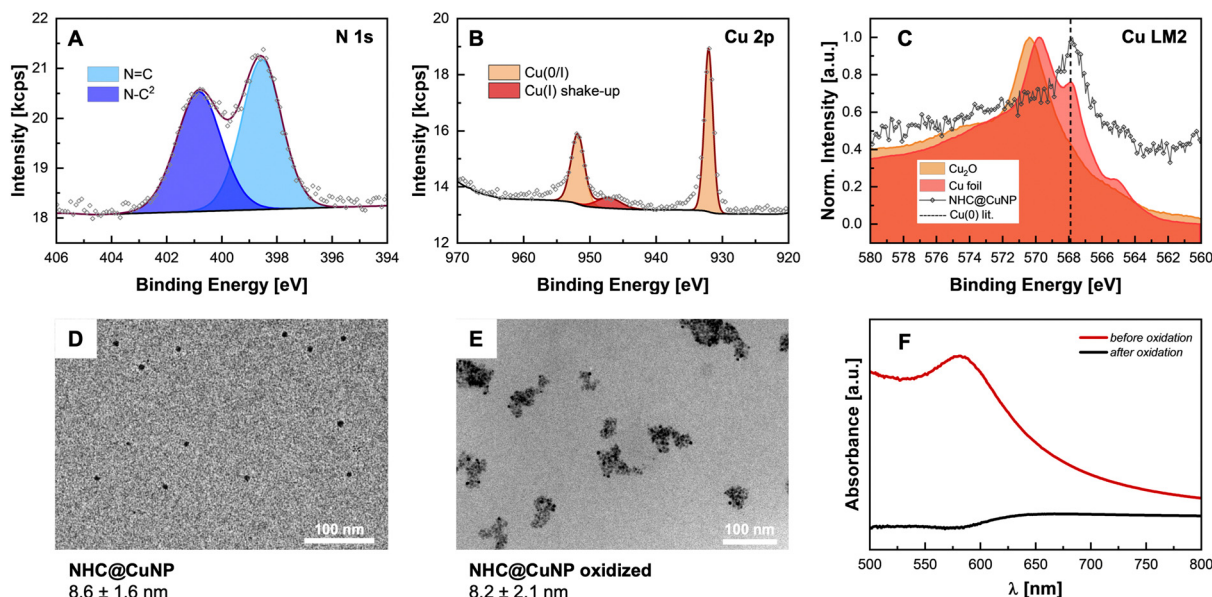 A
N 1s
N=C
N-C²
Intensity [kcps]
22
21
20
19
18
17
406 404 402 400 398 396 394
Binding Energy [eV]
B
Cu 2p
Cu(0/I)
Cu(I) shake-up
Intensity [kcps]
20
18
16
14
12
970 960 950 940 930 920
Binding Energy [eV]
C
Cu LM2
Cu₂O
Cu foil
NHC@CuNP
Cu(0) lit.
Norm. Intensity [a.u.]
1.0
0.8
0.6
0.4
0.2
0.0
580 578 576 574 572 570 568 566 564 562 560
Binding Energy [eV]
D
100 nm
NHC@CuNP
8.6 ± 1.6 nm
E
100 nm
NHC@CuNP oxidized
8.2 ± 2.1 nm
F
before oxidation
after oxidation
Absorbance [a.u.]
500 550 600 650 700 750 800
λ [nm]